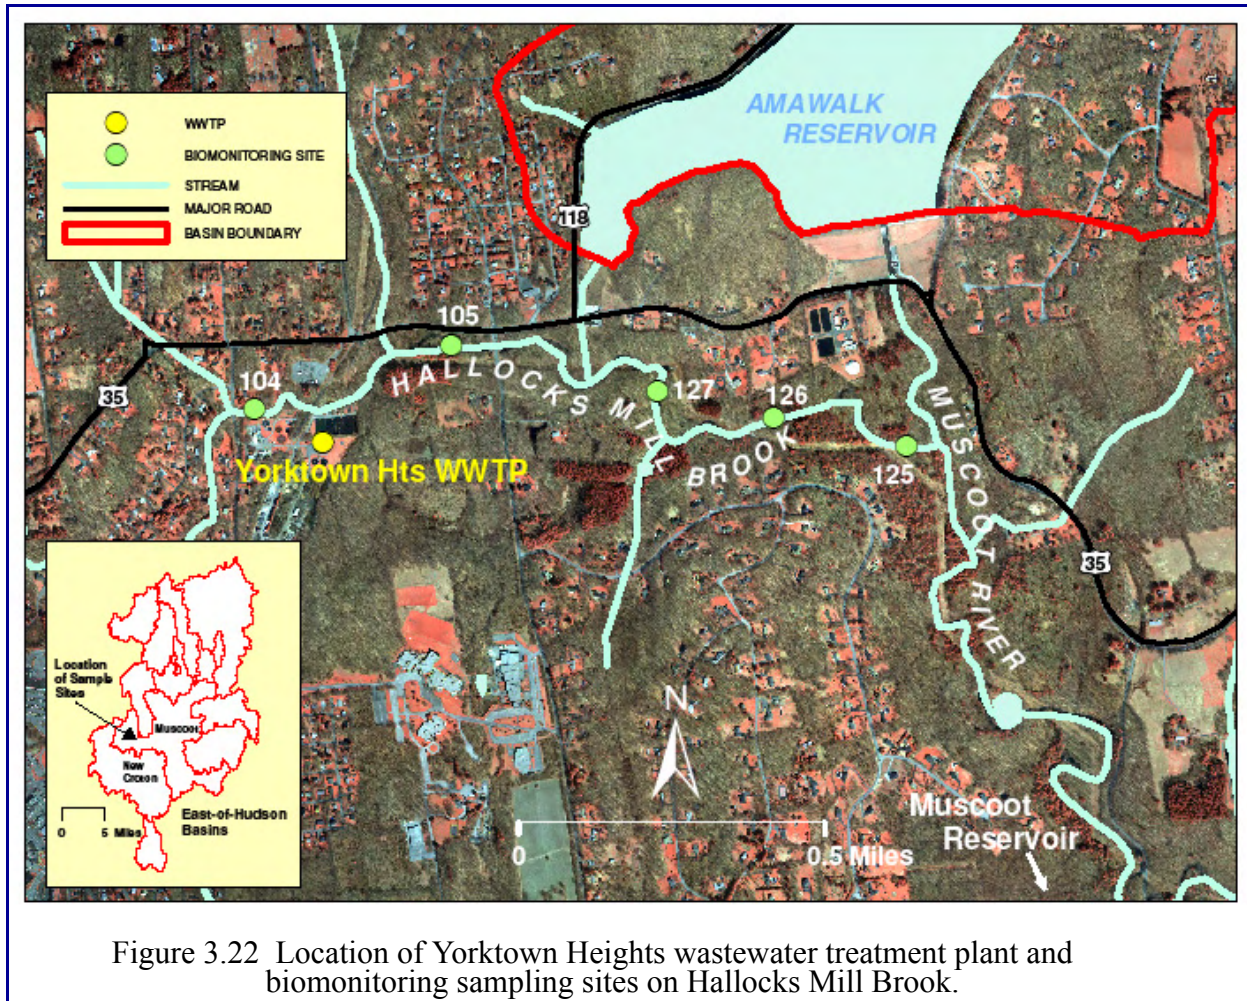 WWTP
BIOMONITORING SITE
STREAM
MAJOR ROAD
BASIN BOUNDARY
AMAWALK
RESERVOIR
118
105
104
35
HALLOCKS MILL BROOK
127
126
125
Yorktown Hts WWTP
MUSCOOT RIVER
35
Location
of Sample
Sites
Muscoot
New
Croton
0 5 Miles
East-of-Hudson
Basins
N
0 0.5 Miles
Muscoot
Reservoir
Figure 3.22 Location of Yorktown Heights wastewater treatment plant and
biomonitoring sampling sites on Hallocks Mill Brook.